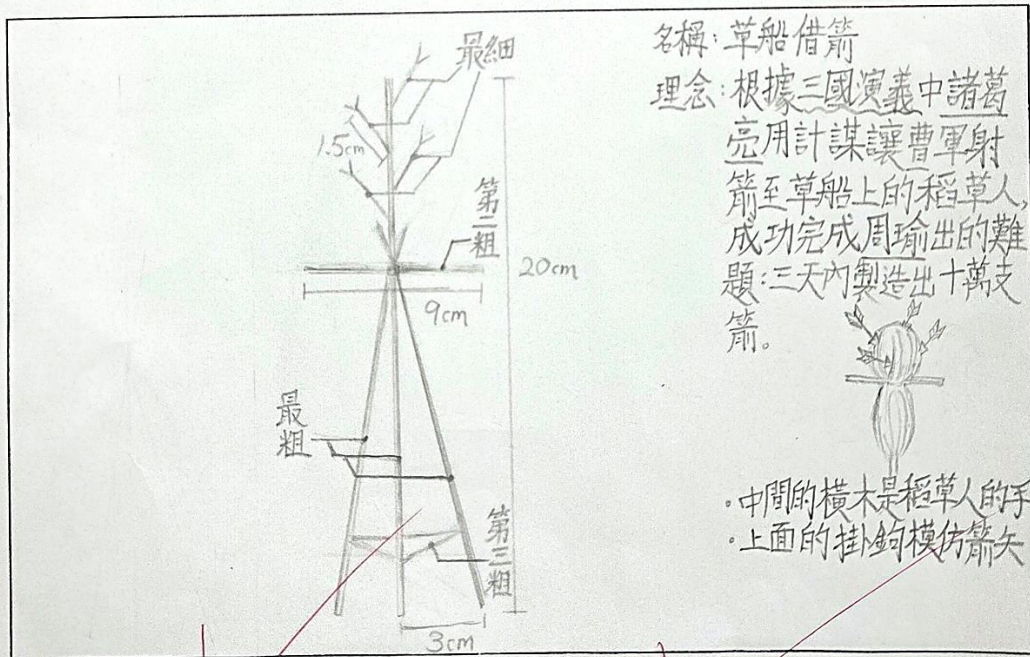 最細
1.5cm
第二粗
20cm
9cm
最粗
第三粗
3cm
名稱:草船借箭
理念:根據三國演義中諸葛
亮用計謀讓曹軍射
箭至草船上的稻草人,
成功完成周瑜出的難
題:三天內製造出十萬支
箭。
·中間的橫木是稻草人的手
·上面的掛鉤模仿箭矢